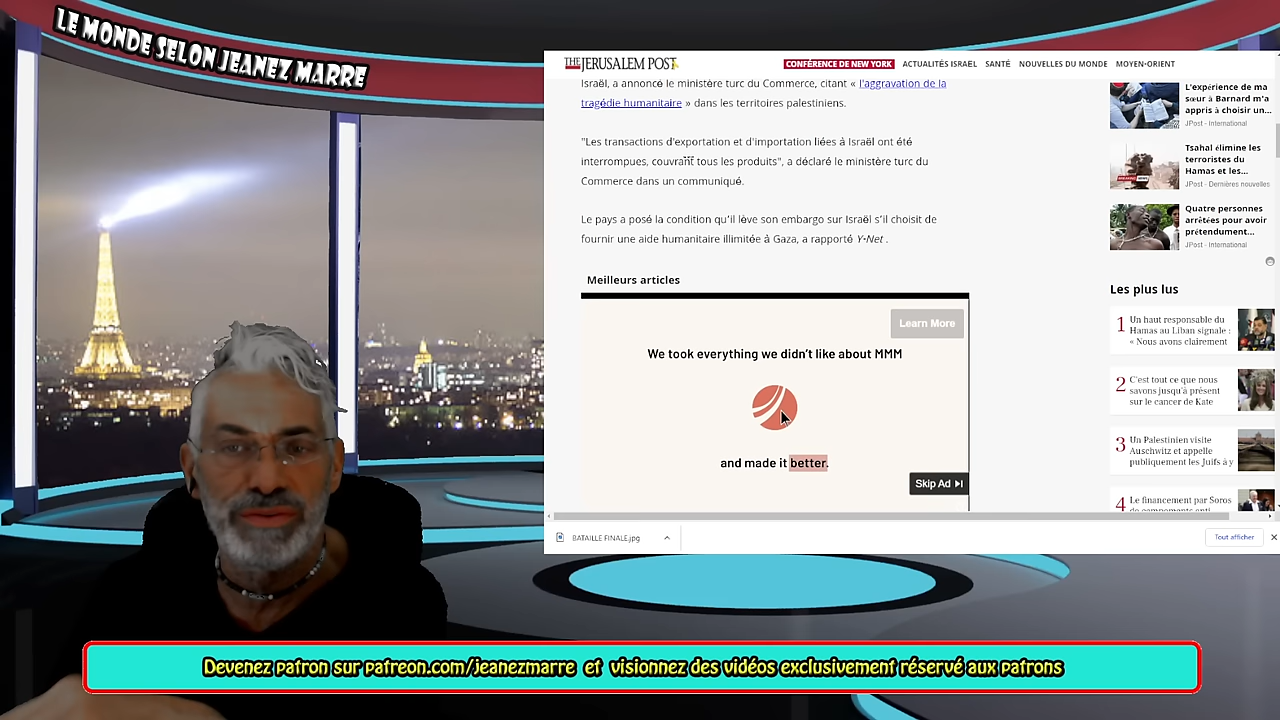 LE MONDE SELON JEANEZ MARRE
THE JERUSALEM POST
CONFÉRENCE DE NEW YORK ACTUALITÉS ISRAEL SANTÉ NOUVELLES DU MONDE MOYEN-ORIENT
Israël, a annoncé le ministère turc du Commerce, citant « l'aggravation de la
tragédie humanitaire » dans les territoires palestiniens.
"Les transactions d'exportation et d'importation liées à Israël ont été
interrompues, couvrant tous les produits", a déclaré le ministère turc du
Commerce dans un communiqué.
Le pays a posé la condition qu'il lève son embargo sur Israël s'il choisit de
fournir une aide humanitaire illimitée à Gaza, a rapporté Y-Net .
Meilleurs articles
Learn More
We took everything we didn't like about MMM
and made it better.
Skip Ad
L'expérience de ma
sœur à Barnard m'a
appris à choisir un...
JPost - International
Tsahal élimine les
terroristes du
Hamas et les...
JPost - Dernières nouvelles
Quatre personnes
arrêtées pour avoir
prétendument...
JPost - International
Les plus lus
1 Un haut responsable du
Hamas au Liban signale :
« Nous avons clairement
2 C'est tout ce que nous
savons jusqu'à présent
sur le cancer de Kate
3 Un Palestinien visite
Auschwitz et appelle
publiquement les Juifs à y
4 Le financement par Soros
BATAILLE FINALE.jpg
Tout afficher
Devenez patron sur patreon.com/jeanezmarre et visionnez des vidéos exclusivement réservé aux patrons